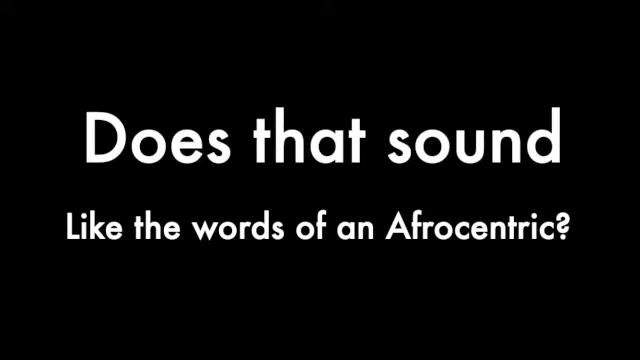 Does that sound
Like the words of an Afrocentric?